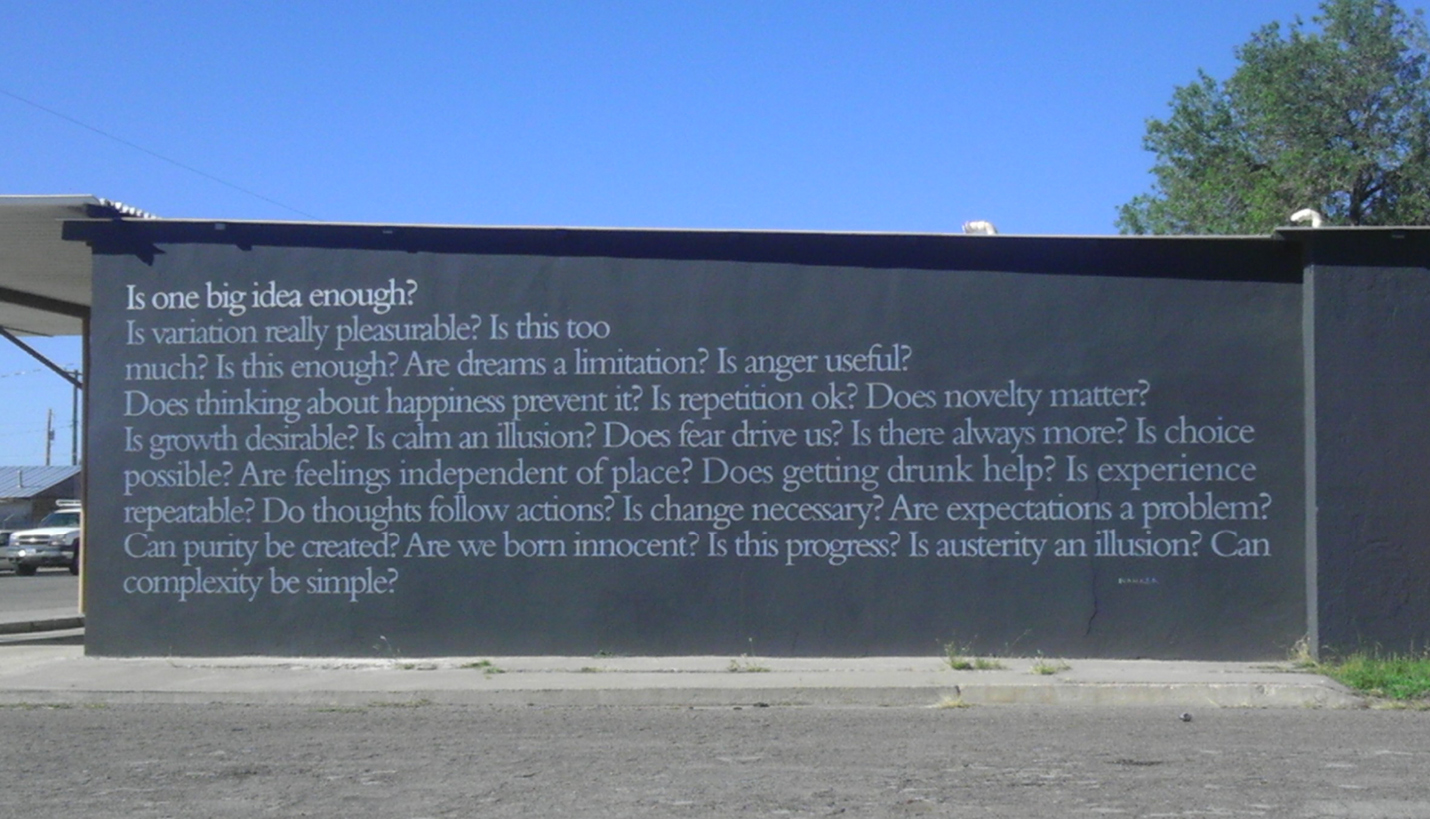 Is one big idea enough?
Is variation really pleasurable? Is this too
much? Is this enough? Are dreams a limitation? Is anger useful?
Does thinking about happiness prevent it? Is repetition ok? Does novelty matter?
Is growth desirable? Is calm an illusion? Does fear drive us? Is there always more? Is choice
possible? Are feelings independent of place? Does getting drunk help? Is experience
repeatable? Do thoughts follow actions? Is change necessary? Are expectations a problem?
Can purity be created? Are we born innocent? Is this progress? Is austerity an illusion? Can
complexity be simple?